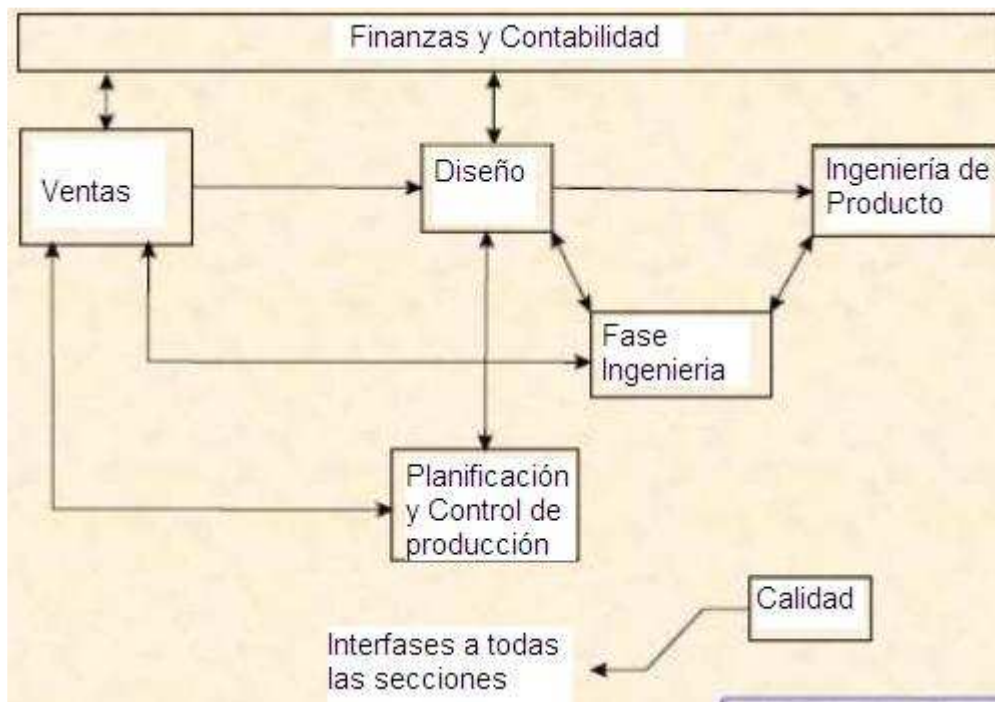 Finanzas y Contabilidad
Ventas
Diseño
Ingeniería de
Producto
Fase
Ingenieria
Planificación
y Control de
producción
Calidad
Interfases a todas
las secciones